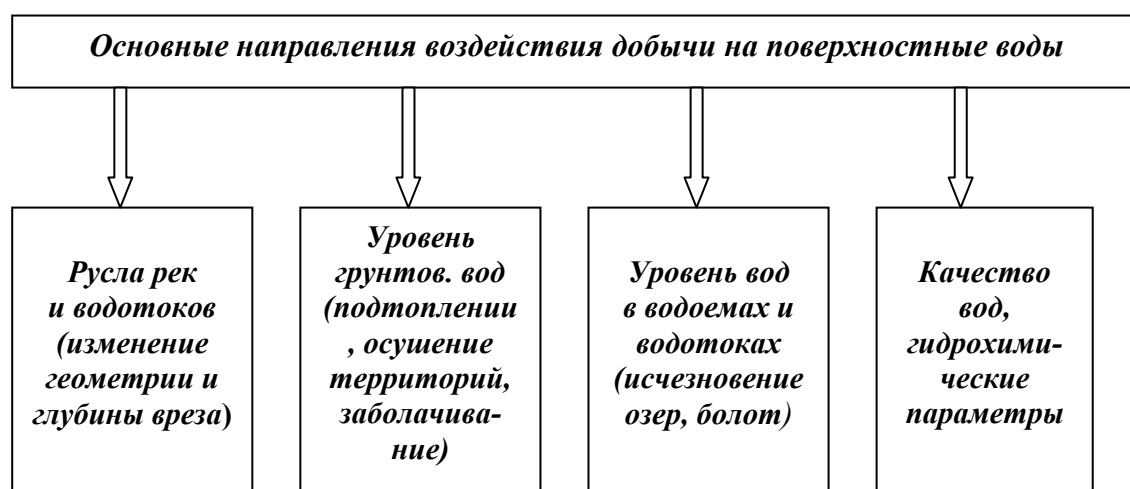 Основные направления воздействия добычи на поверхностные воды
Русла рек
и водотоков
(изменение
геометрии и
глубины вреза)
Уровень
грунтов. вод
(подтоплении
, осушение
территорий,
заболачива-
ние)
Уровень вод
в водоемах и
водотоках
(исчезновение
озер, болот)
Качество
вод,
гидрохими-
ческие
параметры